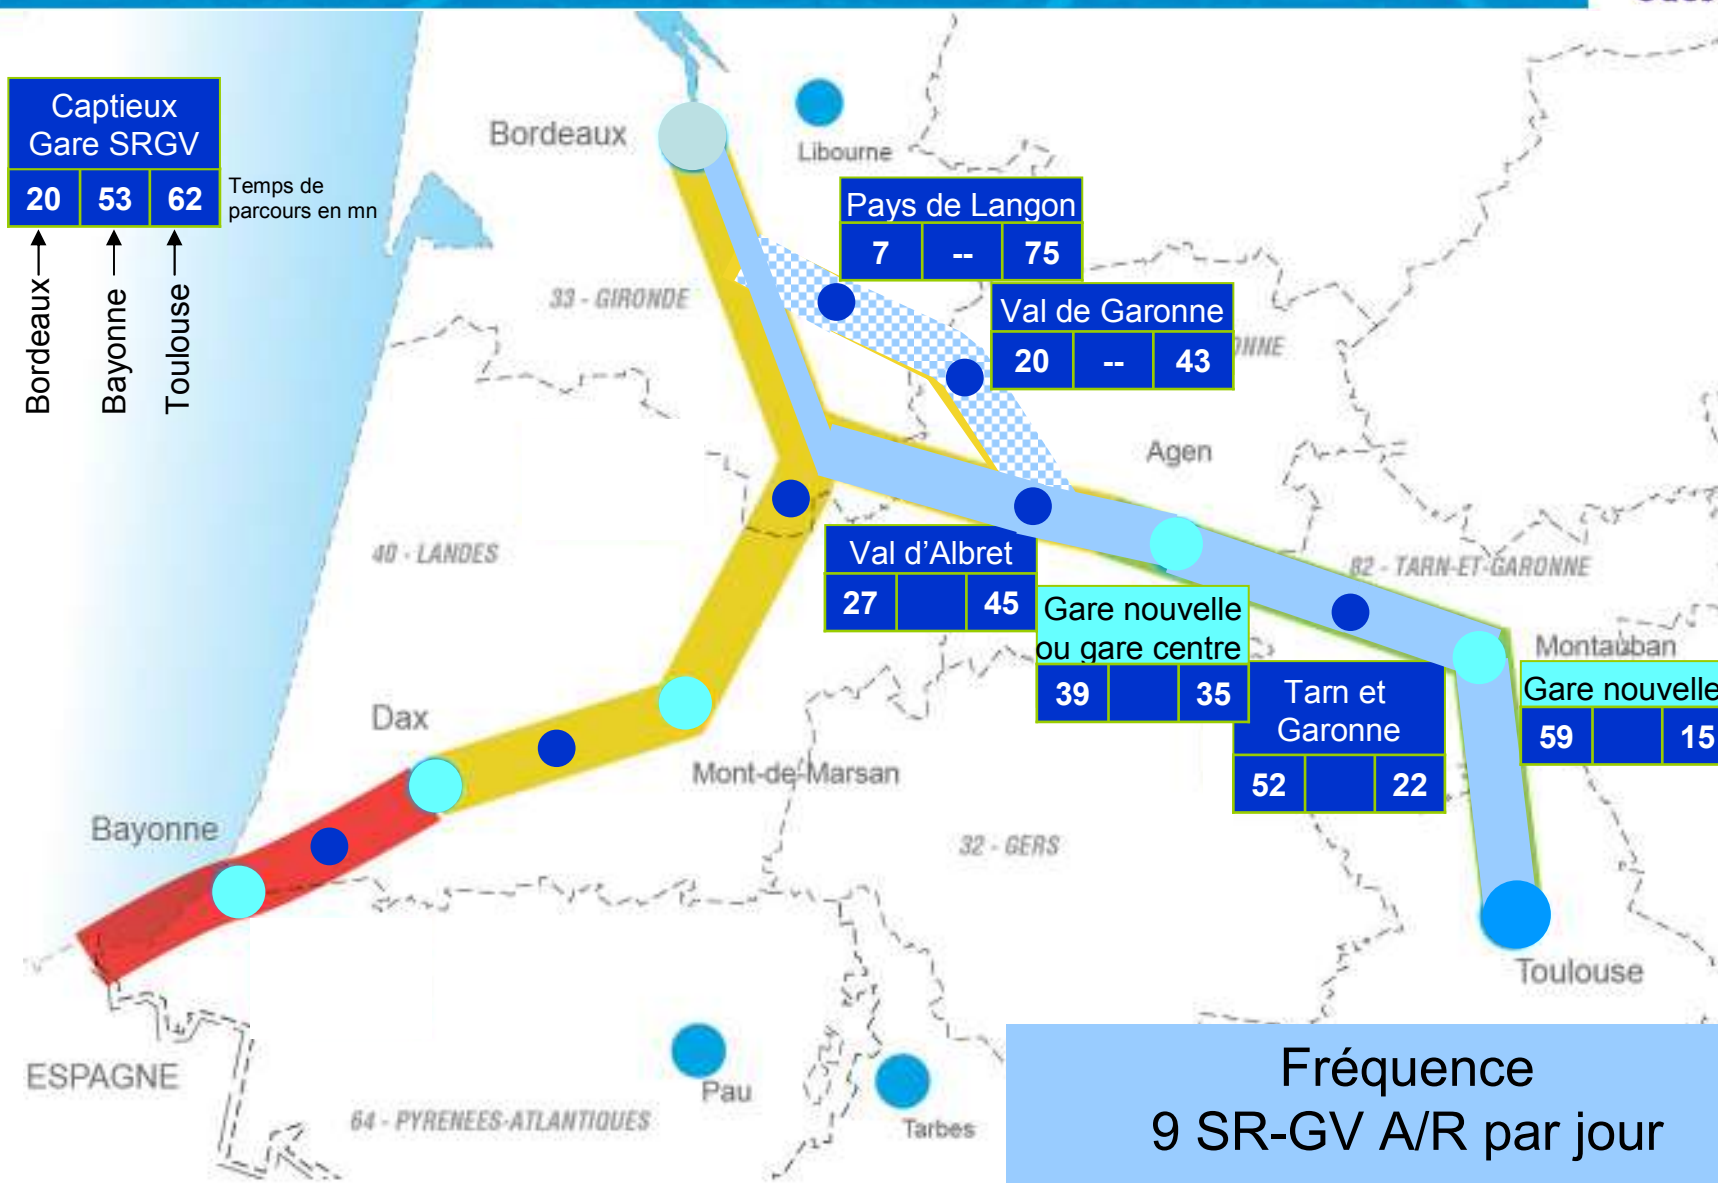 Captieux
Gare SRGV
20 53 62
Temps de
parcours en mn
Bordeaux
Bayonne
Toulouse
Bordeaux
Libourne
Pays de Langon
7 -- 75
33 - GIRONDE
Val de Garonne
20 -- 43
Agen
40 - LANDES
Val d’Albret
27 45
82 - TARN-ET-GARONNE
Gare nouvelle
ou gare centre
39 35
Montauban
Tarn et
Garonne
52 22
Gare nouvelle
59 15
Dax
Mont-de-Marsan
Bayonne
32 - GERS
Toulouse
ESPAGNE
Pau
64 - PYRENEES-ATLANTIQUES
Tarbes
Fréquence
9 SR-GV A/R par jour